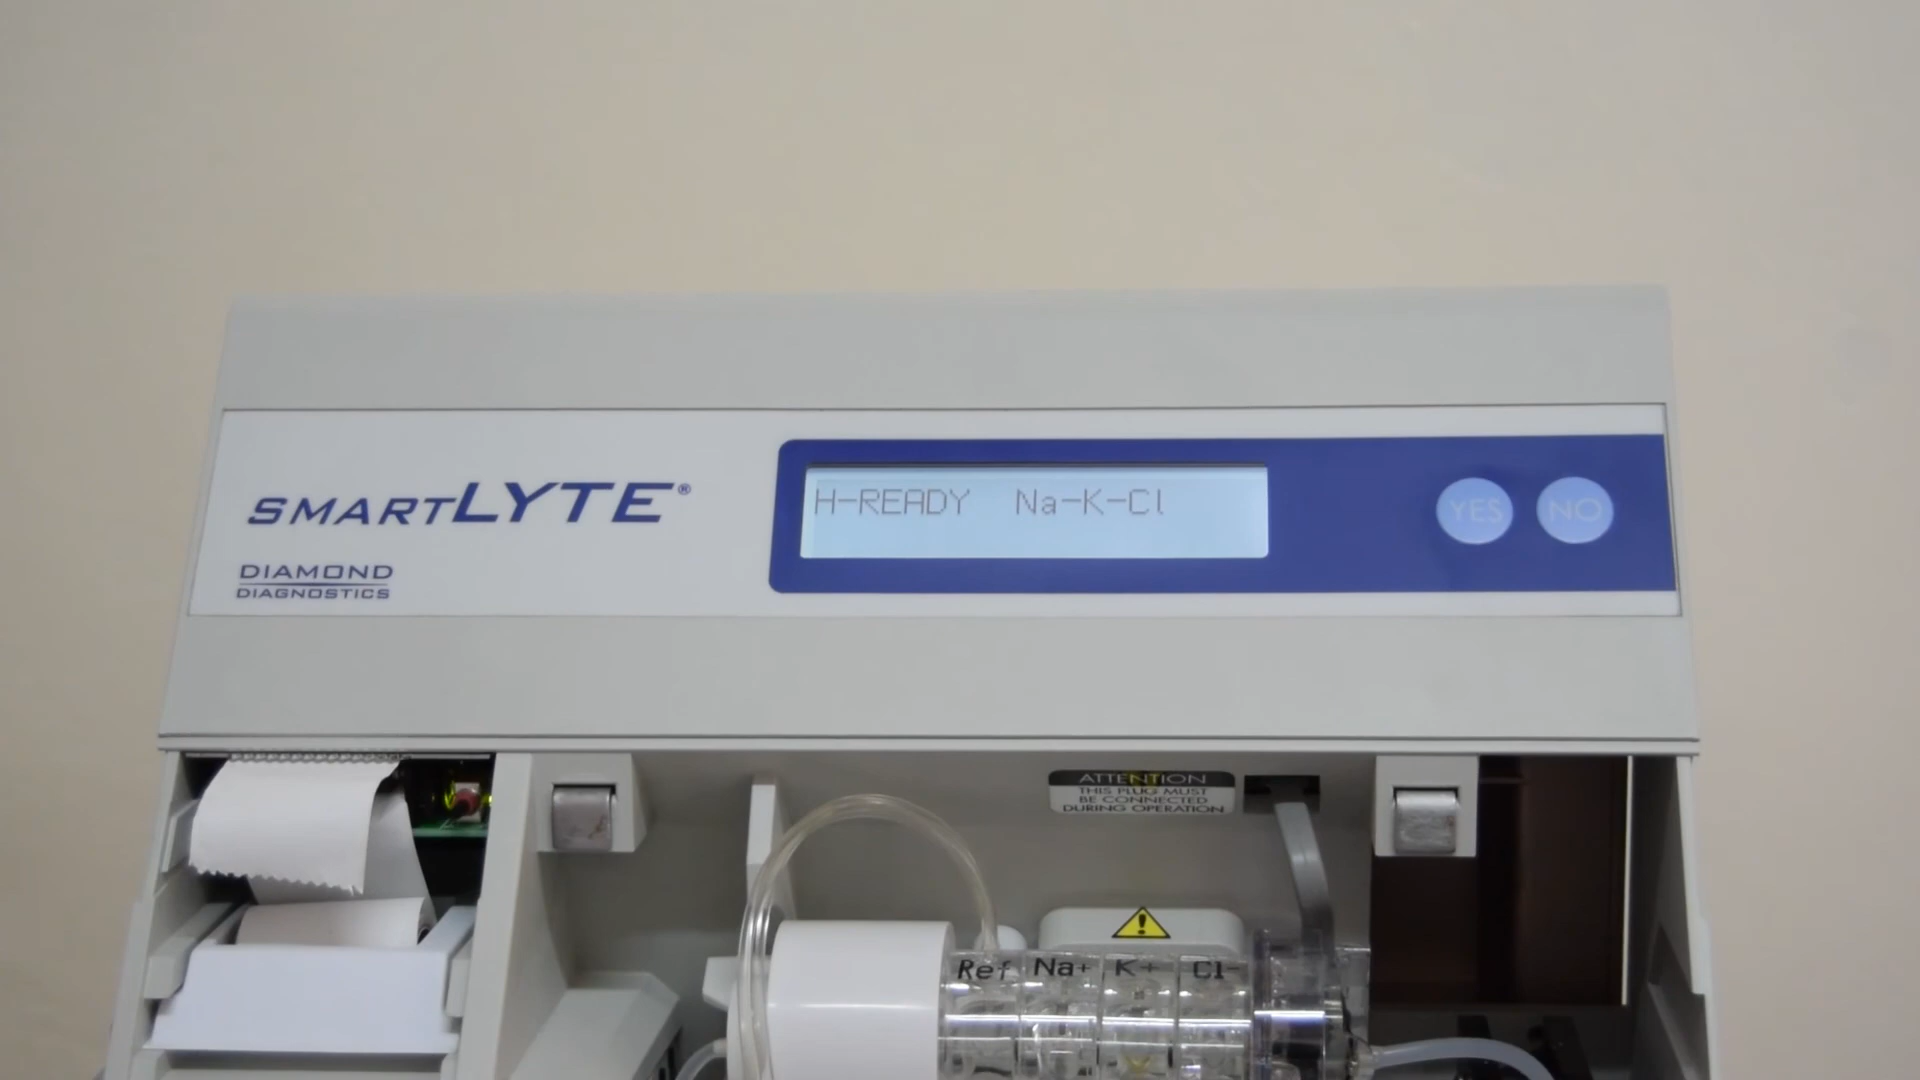 SMARTLYTE®
DIAMOND
DIAGNOSTICS
H-READY Na-K-Cl
YES NO
ATTENTION
THIS PLUG MUST
BE CONNECTED
DURING OPERATION
Ref Na+ K+ Cl-